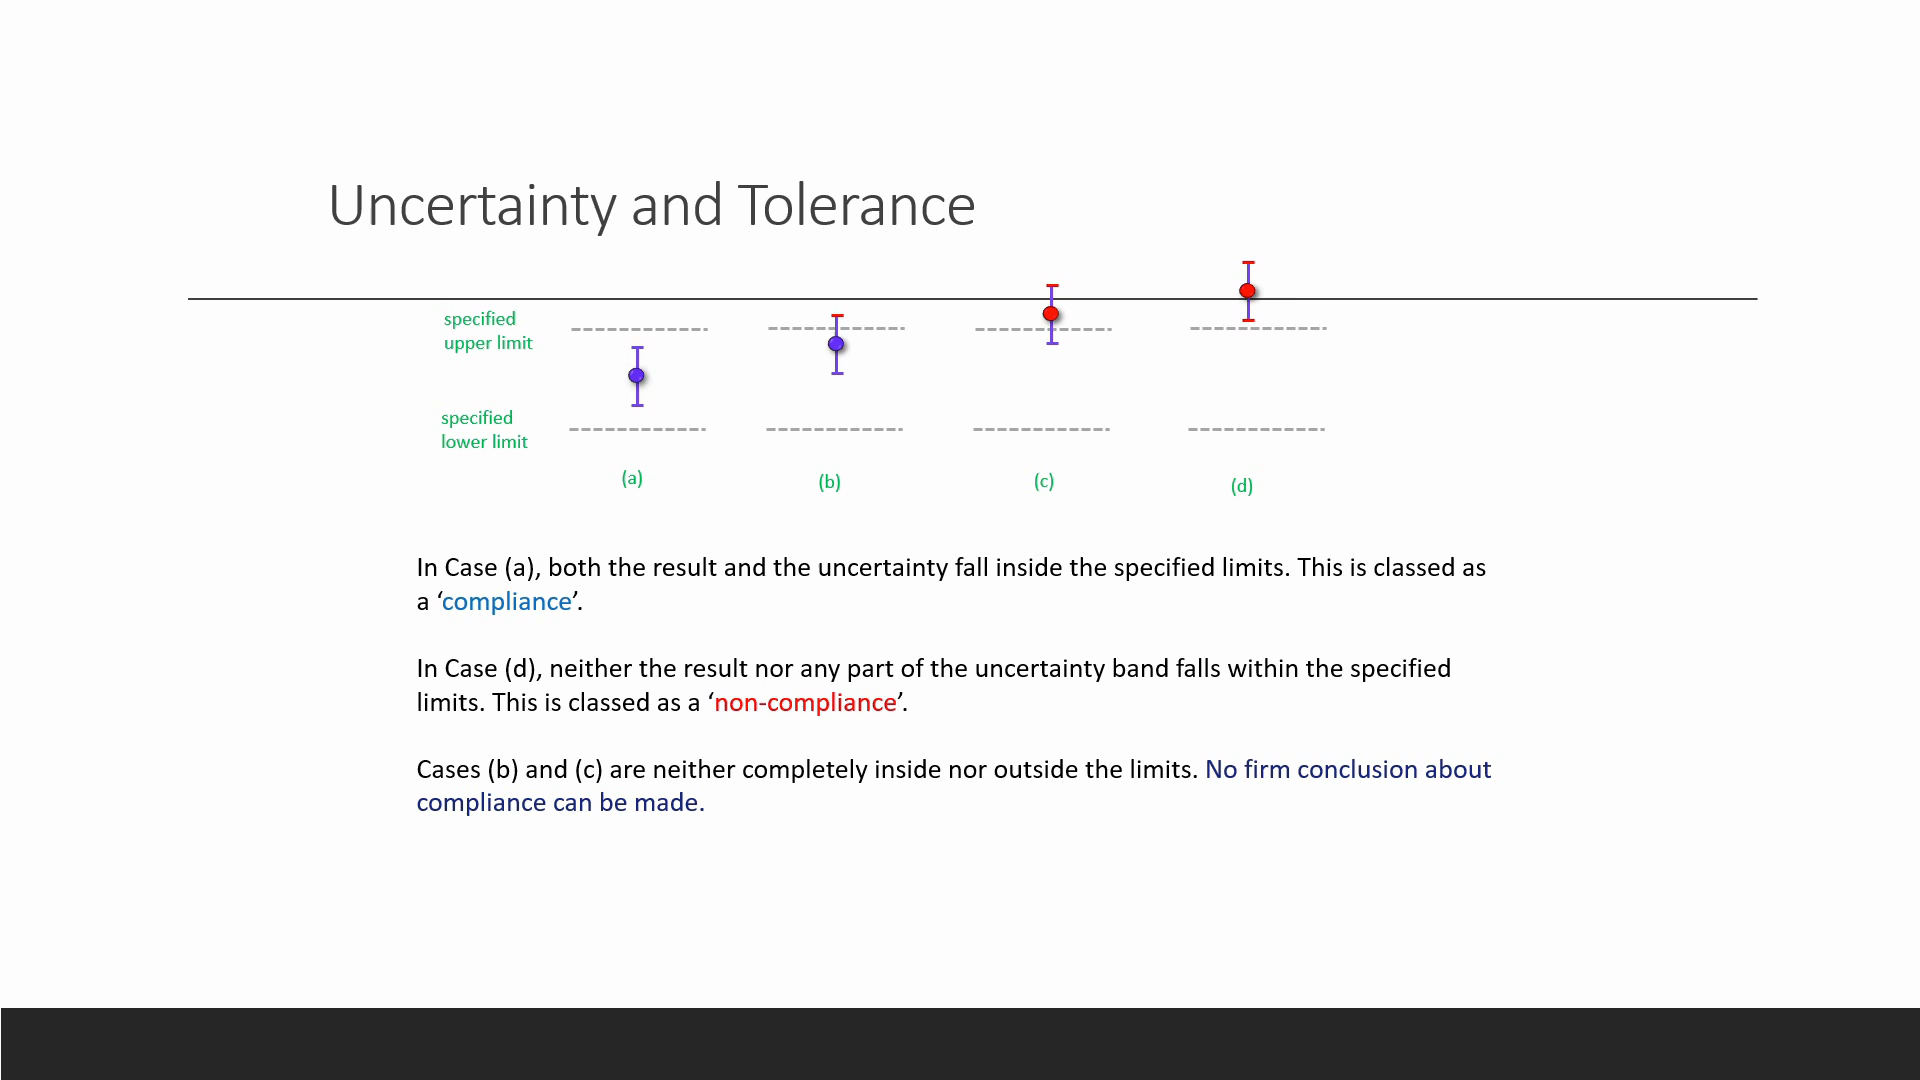 Uncertainty and Tolerance
specified
upper limit
specified
lower limit
(a)
(b)
(c)
(d)
In Case (a), both the result and the uncertainty fall inside the specified limits. This is classed as
a ‘compliance’.
In Case (d), neither the result nor any part of the uncertainty band falls within the specified
limits. This is classed as a ‘non-compliance’.
Cases (b) and (c) are neither completely inside nor outside the limits. No firm conclusion about
compliance can be made.